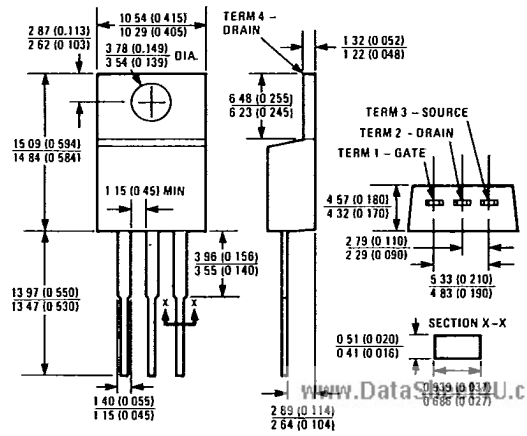 10 54 (0 415)
10 29 (0 405)
2 87 (0.113)
2 62 (0 103)
3 78 (0.149)
3 54 (0 139)
DIA.
TERM 4 -
DRAIN
1 32 (0 052)
1 22 (0 048)
6 48 (0 255)
6 23 (0 245)
TERM 3 - SOURCE
TERM 2 - DRAIN
TERM 1 - GATE
15 09 (0 594)
14 84 (0 584)
1 15 (0 45) MIN
4 57 (0 180)
4 32 (0 170)
2 79 (0 110)
2 29 (0 090)
3 96 (0 156)
3 55 (0 140)
5 33 (0 210)
4 83 (0 190)
13 97 (0 550)
13 47 (0 530)
X X
SECTION X-X
0 51 (0 020)
0 41 (0 016)
0 686 (0 027)
1 40 (0 055)
1 15 (0 045)
2 89 (0 114)
2 64 (0 104)